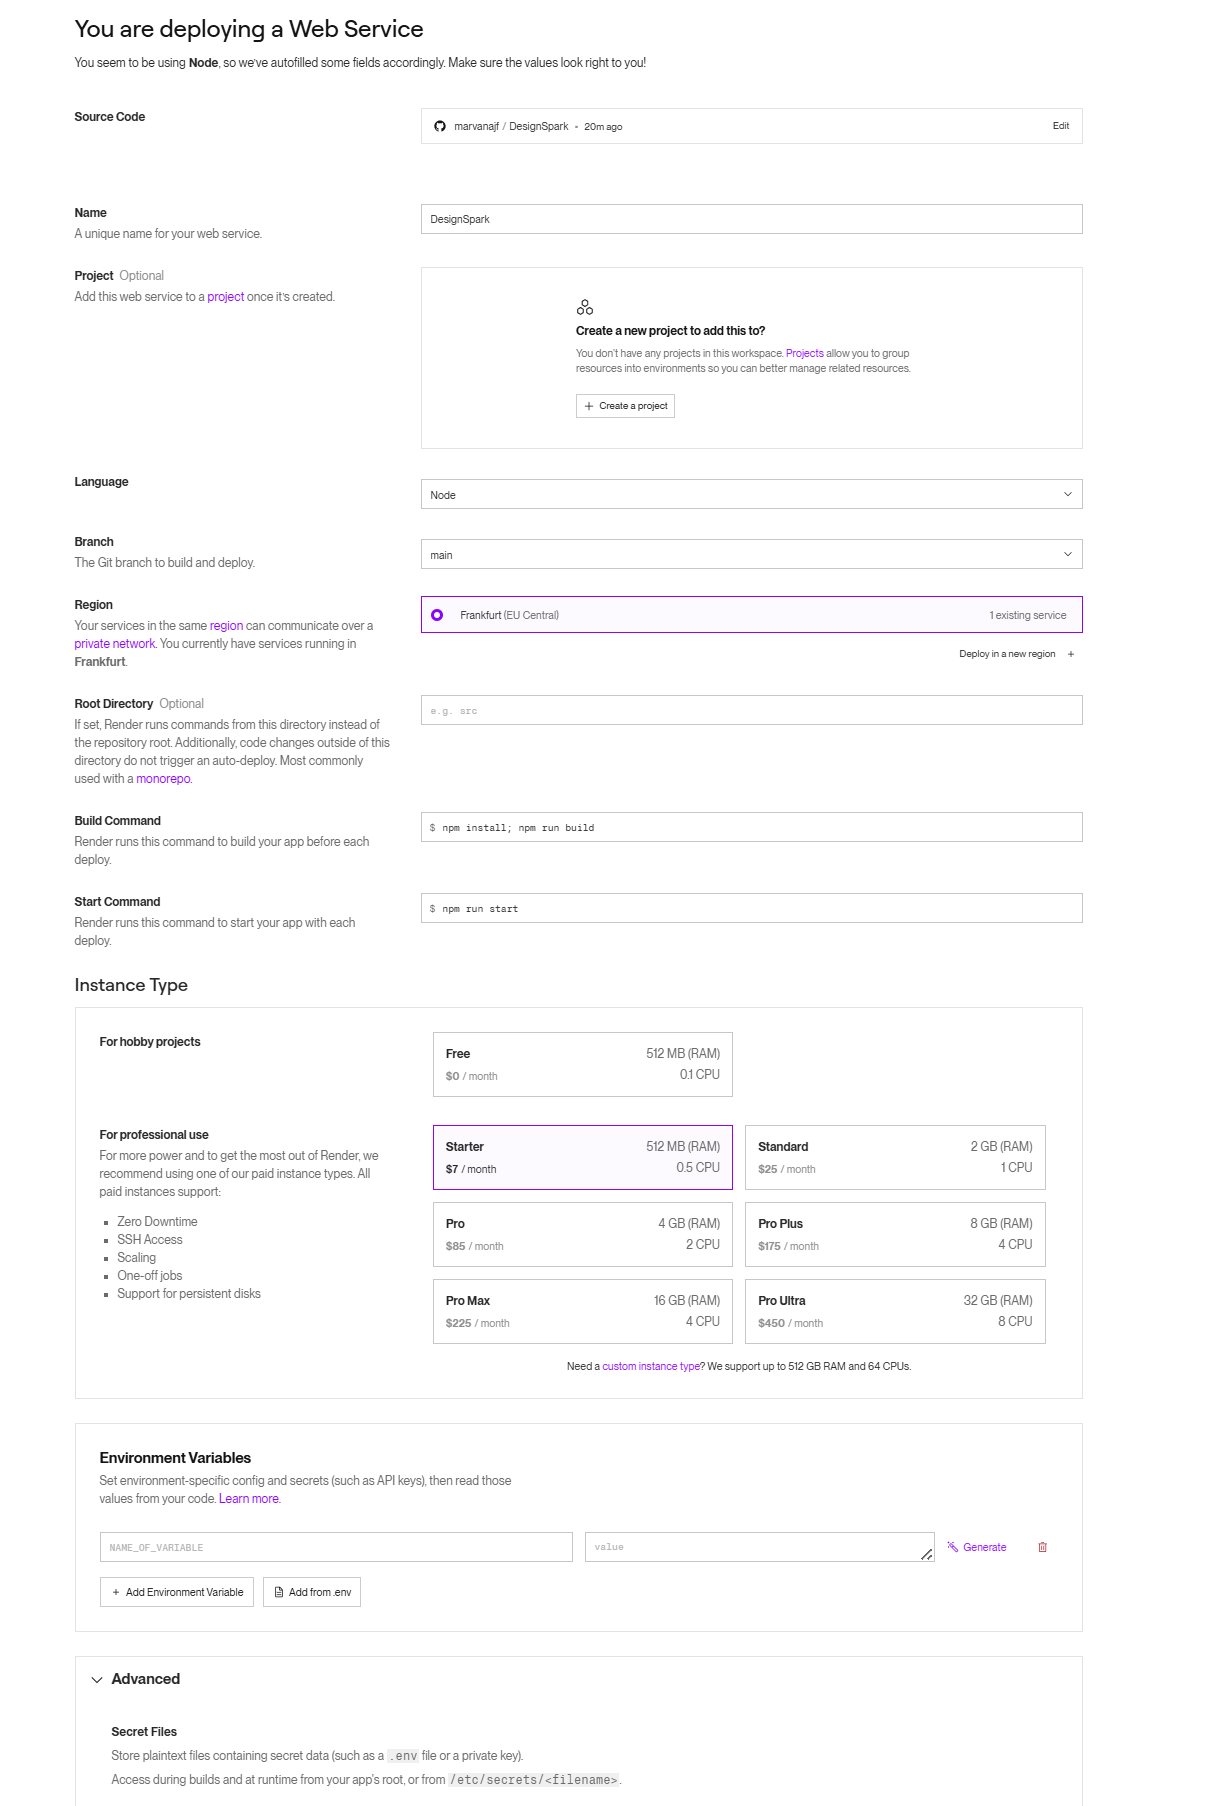 You are deploying a Web Service
You seem to be using Node, so we've autofilled some fields accordingly. Make sure the values look right to you!
Source Code
marvanajf / DesignSpark • 20m ago
Edit
Name
A unique name for your web service.
DesignSpark
Project Optional
Add this web service to a project once it's created.
Create a new project to add this to?
You don't have any projects in this workspace. Projects allow you to group
resources into environments so you can better manage related resources.
+ Create a project
Language
Node
Branch
The Git branch to build and deploy.
main
Region
Your services in the same region can communicate over a
private network. You currently have services running in
Frankfurt.
Frankfurt (EU Central)
1 existing service
Deploy in a new region +
Root Directory Optional
If set, Render runs commands from this directory instead of
the repository root. Additionally, code changes outside of this
directory do not trigger an auto-deploy. Most commonly
used with a monorepo.
e.g. src
Build Command
Render runs this command to build your app before each
deploy.
$ npm install; npm run build
Start Command
Render runs this command to start your app with each
deploy.
$ npm run start
Instance Type
For hobby projects
Free 512 MB (RAM)
$0 / month 0.1 CPU
For professional use
For more power and to get the most out of Render, we
recommend using one of our paid instance types. All
paid instances support:
▪ Zero Downtime
▪ SSH Access
▪ Scaling
▪ One-off jobs
▪ Support for persistent disks
Starter 512 MB (RAM)
$7 / month 0.5 CPU
Standard 2 GB (RAM)
$25 / month 1 CPU
Pro 4 GB (RAM)
$85 / month 2 CPU
Pro Plus 8 GB (RAM)
$175 / month 4 CPU
Pro Max 16 GB (RAM)
$225 / month 4 CPU
Pro Ultra 32 GB (RAM)
$450 / month 8 CPU
Need a custom instance type? We support up to 512 GB RAM and 64 CPUs.
Environment Variables
Set environment-specific config and secrets (such as API keys), then read those
values from your code. Learn more.
NAME_OF_VARIABLE
value
Generate
+ Add Environment Variable
Add from .env
Advanced
Secret Files
Store plaintext files containing secret data (such as a .env file or a private key).
Access during builds and at runtime from your app's root, or from /etc/secrets/<filename>.